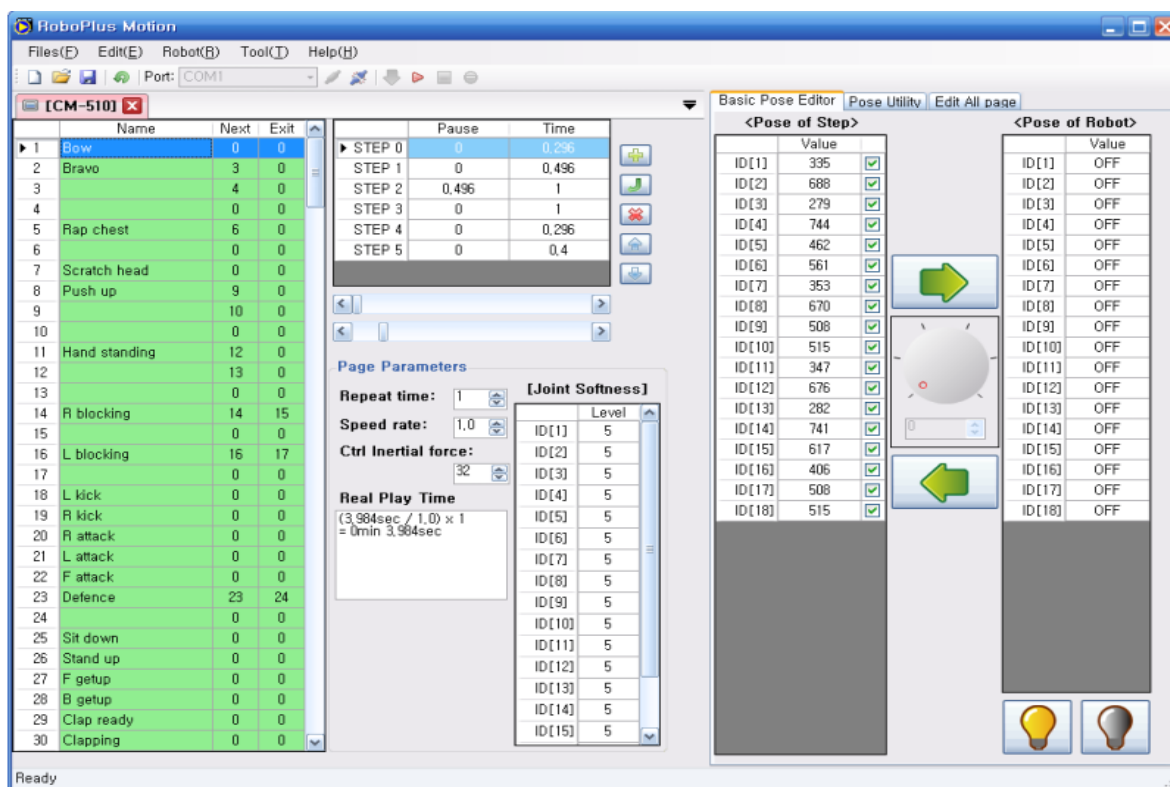 RoboPlus Motion
Files(F) Edit(E) Robot(R) Tool(T) Help(H)
Port: COM1
[CM-510]
Name Next Exit
1 Bow 0 0
2 Bravo 3 0
3 4 0
4 0 0
5 Rap chest 6 0
6 0 0
7 Scratch head 0 0
8 Push up 9 0
9 10 0
10 0 0
11 Hand standing 12 0
12 13 0
13 0 0
14 R blocking 14 15
15 0 0
16 L blocking 16 17
17 0 0
18 L kick 0 0
19 R kick 0 0
20 R attack 0 0
21 L attack 0 0
22 F attack 0 0
23 Defence 23 24
24 0 0
25 Sit down 0 0
26 Stand up 0 0
27 F getup 0 0
28 B getup 0 0
29 Clap ready 0 0
30 Clapping 0 0
Pause Time
STEP 0 0 0,296
STEP 1 0 0,496
STEP 2 0,496 1
STEP 3 0 1
STEP 4 0 0,296
STEP 5 0 0,4
Page Parameters
Repeat time: 1
Speed rate: 1,0
Ctrl Inertial force:
32
Real Play Time
(3,984sec / 1,0) x 1
= 0min 3,984sec
[Joint Softness]
Level
ID[1] 5
ID[2] 5
ID[3] 5
ID[4] 5
ID[5] 5
ID[6] 5
ID[7] 5
ID[8] 5
ID[9] 5
ID[10] 5
ID[11] 5
ID[12] 5
ID[13] 5
ID[14] 5
ID[15] 5
Basic Pose Editor Pose Utility Edit All page
<Pose of Step>
Value
ID[1] 335
ID[2] 688
ID[3] 279
ID[4] 744
ID[5] 462
ID[6] 561
ID[7] 353
ID[8] 670
ID[9] 508
ID[10] 515
ID[11] 347
ID[12] 676
ID[13] 282
ID[14] 741
ID[15] 617
ID[16] 406
ID[17] 508
ID[18] 515
0
<Pose of Robot>
Value
ID[1] OFF
ID[2] OFF
ID[3] OFF
ID[4] OFF
ID[5] OFF
ID[6] OFF
ID[7] OFF
ID[8] OFF
ID[9] OFF
ID[10] OFF
ID[11] OFF
ID[12] OFF
ID[13] OFF
ID[14] OFF
ID[15] OFF
ID[16] OFF
ID[17] OFF
ID[18] OFF
Ready